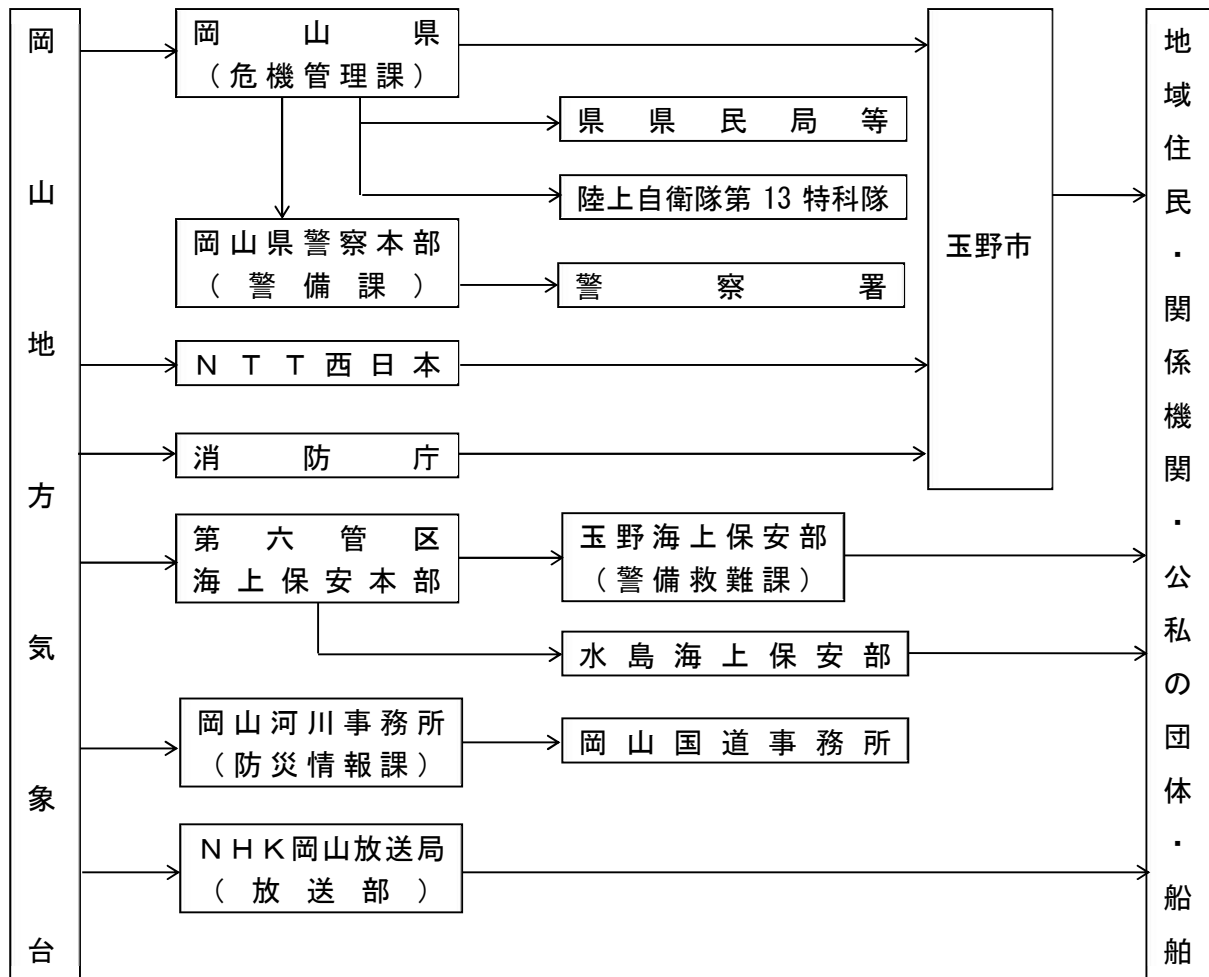 岡山地方気象台
岡山県
（危機管理課）
県県民局等
陸上自衛隊第13特科隊
岡山県警察本部
（警備課）
警察署
ＮＴＴ西日本
消防庁
玉野市
第六管区
海上保安本部
玉野海上保安部
（警備救難課）
水島海上保安部
岡山河川事務所
（防災情報課）
岡山国道事務所
ＮＨＫ岡山放送局
（放送部）
地域住民・関係機関・公私の団体・船舶